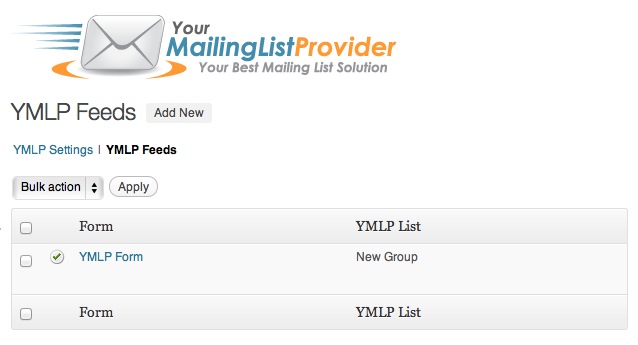 Your
MailingListProvider
Your Best Mailing List Solution
YMLP Feeds Add New
YMLP Settings | YMLP Feeds
Bulk action Apply
Form YMLP List
YMLP Form New Group
Form YMLP List